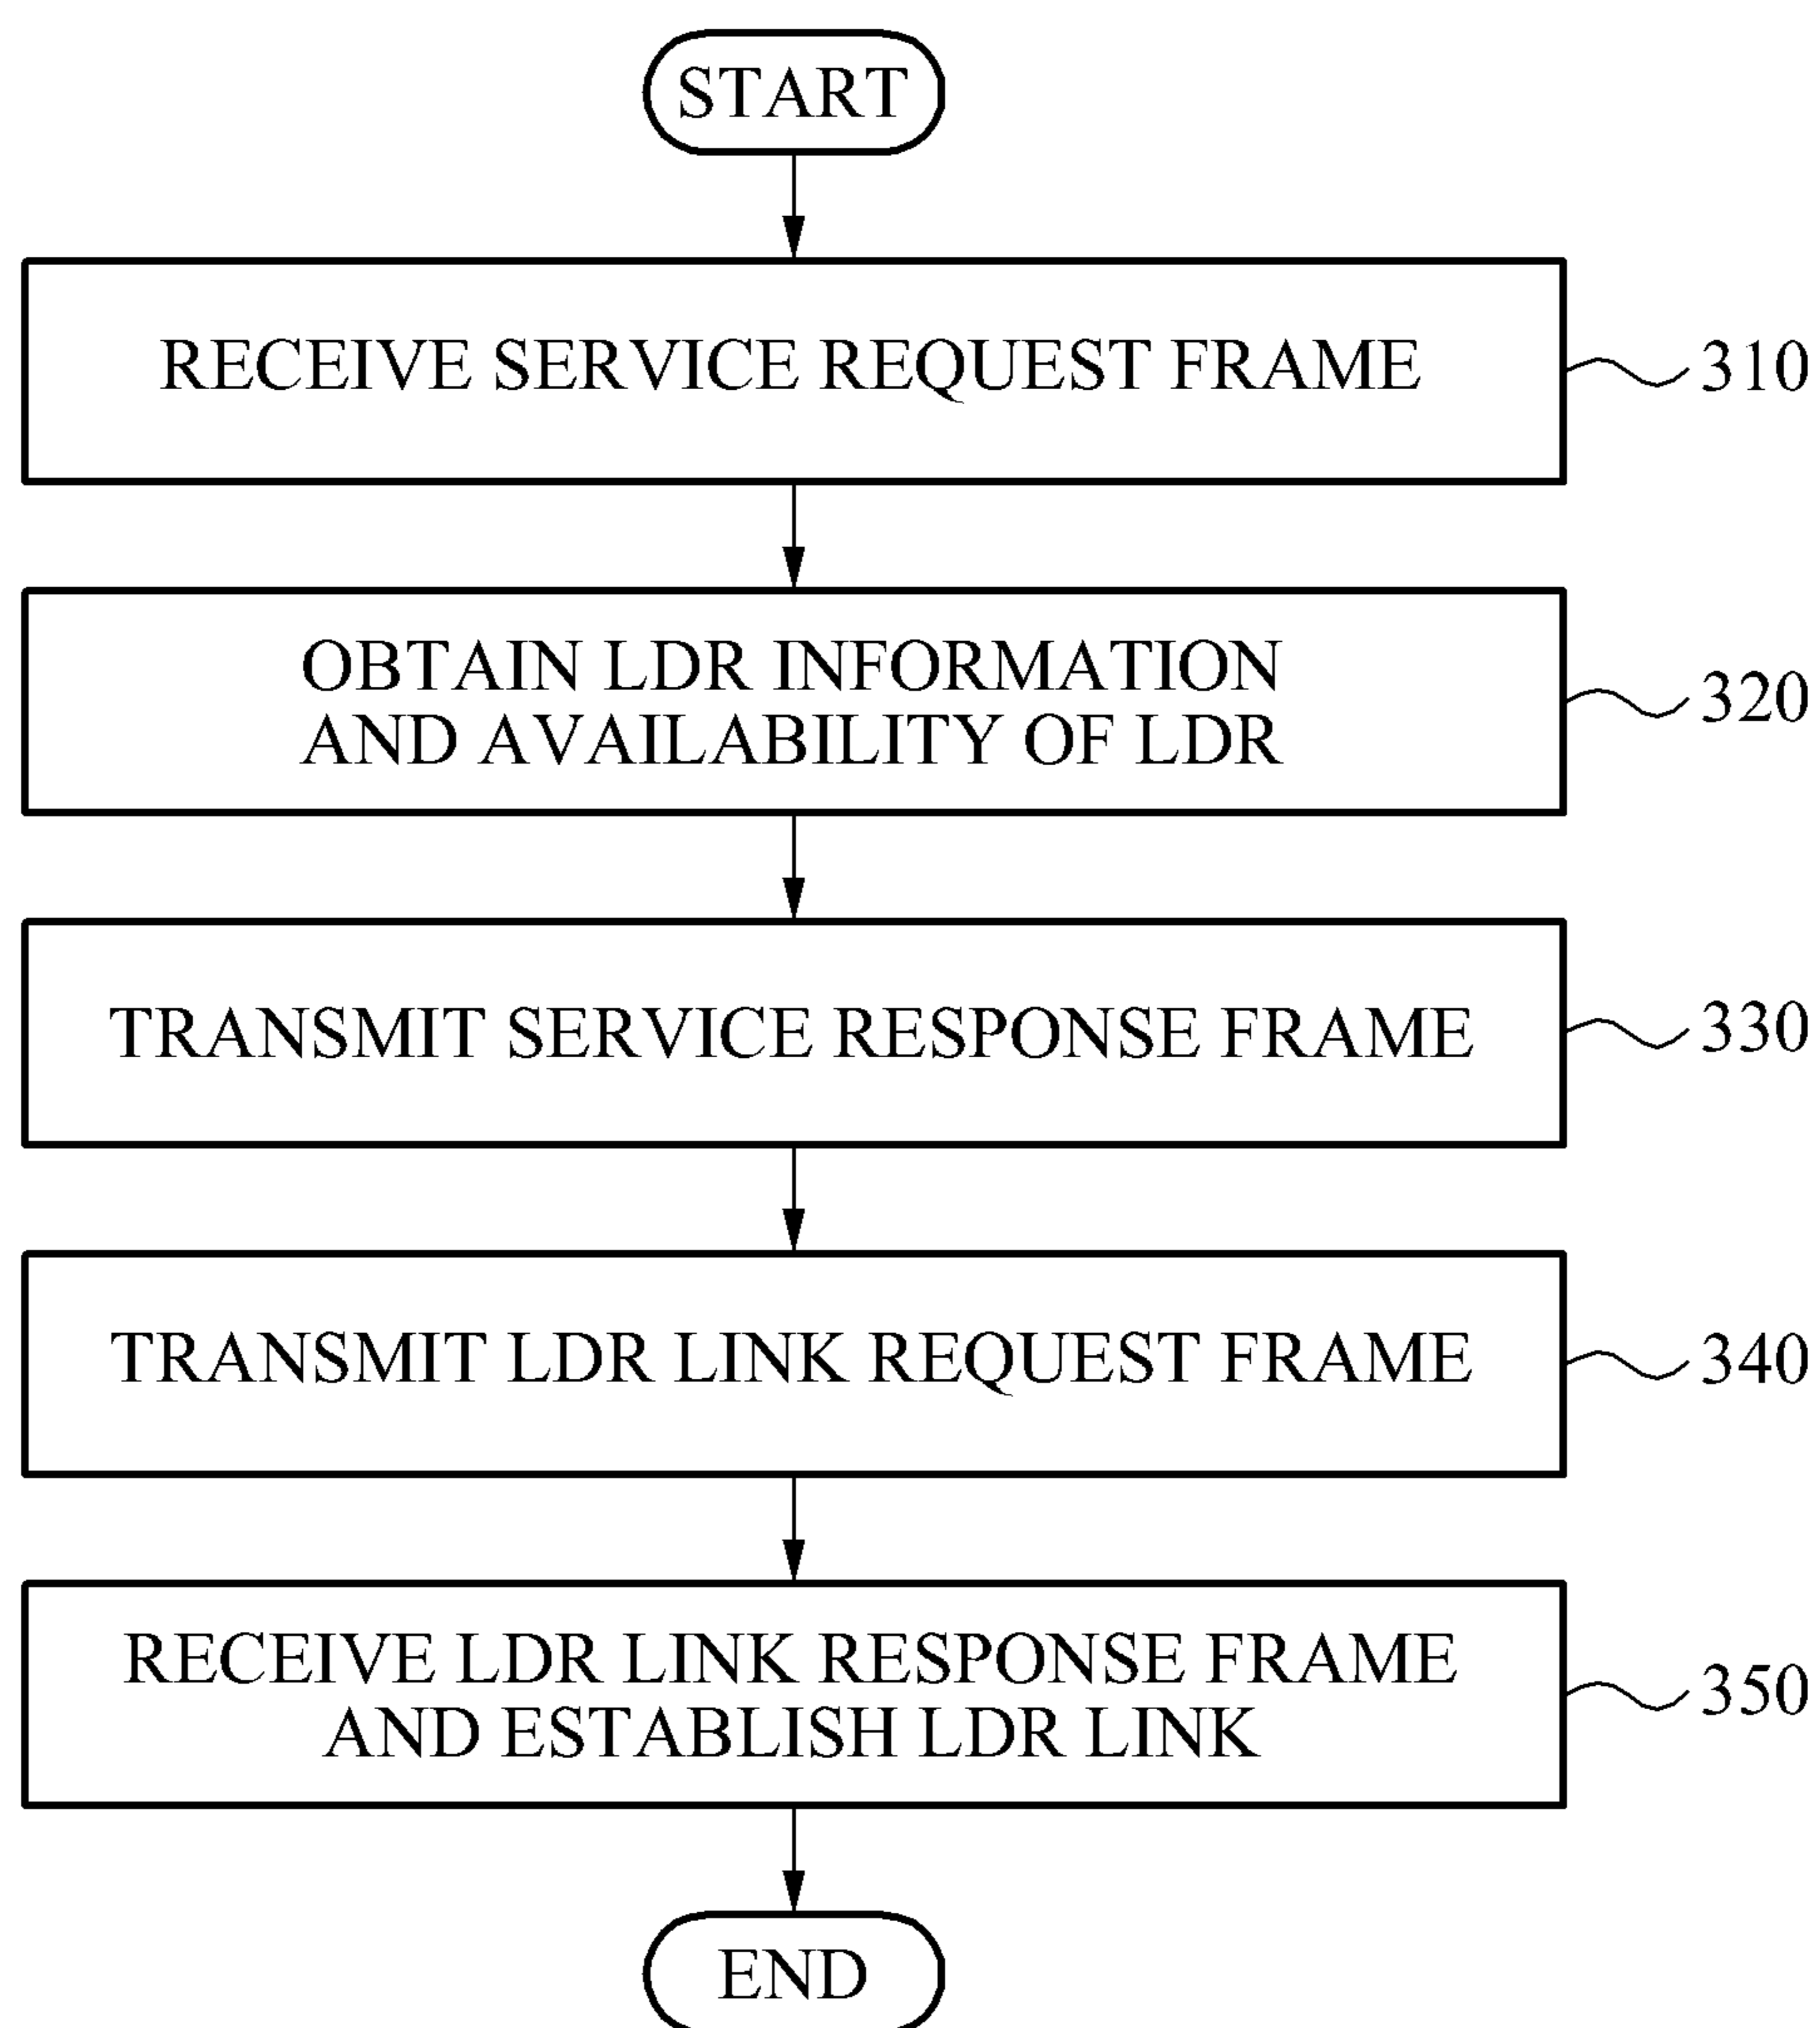 START
RECEIVE SERVICE REQUEST FRAME
310
OBTAIN LDR INFORMATION
AND AVAILABILITY OF LDR
320
TRANSMIT SERVICE RESPONSE FRAME
330
TRANSMIT LDR LINK REQUEST FRAME
340
RECEIVE LDR LINK RESPONSE FRAME
AND ESTABLISH LDR LINK
350
END